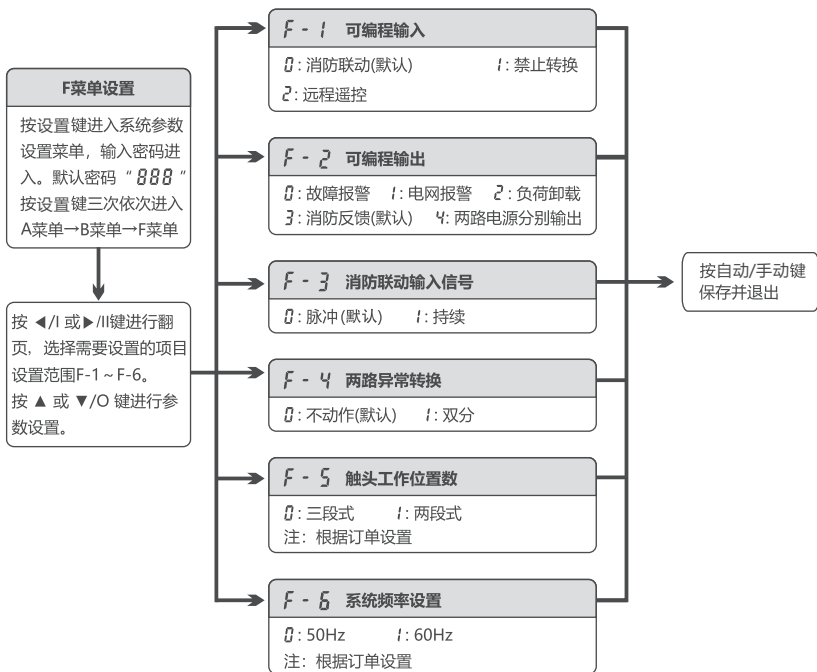 F菜单设置
按设置键进入系统参数
设置菜单，输入密码进
入。默认密码“888”
按设置键三次依次进入
A菜单→B菜单→F菜单
按 ◀/I 或▶/II键进行翻
页，选择需要设置的项目
设置范围F-1～F-6。
按 ▲ 或 ▼/O 键进行参
数设置。
F - 1 可编程输入
0：消防联动(默认) 1：禁止转换
2：远程遥控
F - 2 可编程输出
0：故障报警 1：电网报警 2：负荷卸载
3：消防反馈(默认) 4：两路电源分别输出
F - 3 消防联动输入信号
0：脉冲(默认) 1：持续
F - 4 两路异常转换
0：不动作(默认) 1：双分
F - 5 触头工作位置数
0：三段式 1：两段式
注：根据订单设置
F - 6 系统频率设置
0：50Hz 1：60Hz
注：根据订单设置
按自动/手动键
保存并退出